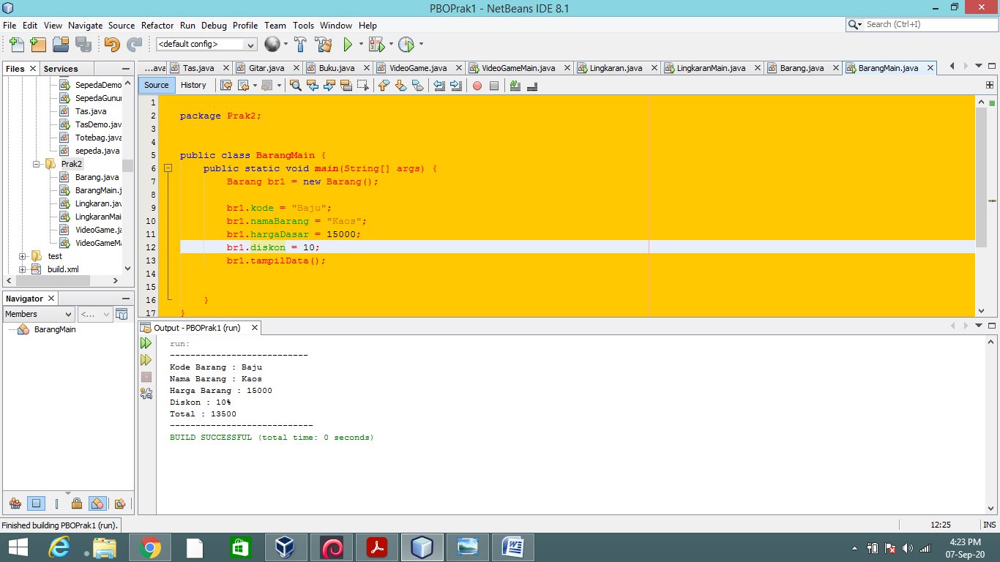 PBOPrak1 - NetBeans IDE 8.1
File Edit View Navigate Source Refactor Run Debug Profile Team Tools Window Help
Search (Ctrl+I)
<default config>
Files Services
...ava Tas.java Gitar.java Buku.java VideoGame.java VideoGameMain.java Lingkaran.java LingkaranMain.java Barang.java BarangMain.java
Source History
SepedaDemo
SepedaGunu
Tas.java
TasDemo.jav
Totebag.java
sepeda.java
Prak2
Barang.java
BarangMain.j
Lingkaran.jav
LingkaranMai
VideoGame.ja
VideoGameMa
test
build.xml
1
2 package Prak2;
3
4
5 public class BarangMain {
6 public static void main(String[] args) {
7 Barang br1 = new Barang();
8
9 br1.kode = "Baju";
10 br1.namaBarang = "Kaos";
11 br1.hargaDasar = 15000;
12 br1.diskon = 10;
13 br1.tampilData();
14
15
16 }
17 }
Navigator
Members <...
BarangMain
Output - PBOPrak1 (run)
run:
---------------------------
Kode Barang : Baju
Nama Barang : Kaos
Harga Barang : 15000
Diskon : 10%
Total : 13500
----------------------------
BUILD SUCCESSFUL (total time: 0 seconds)
Finished building PBOPrak1 (run).
12:25 INS
4:23 PM
07-Sep-20